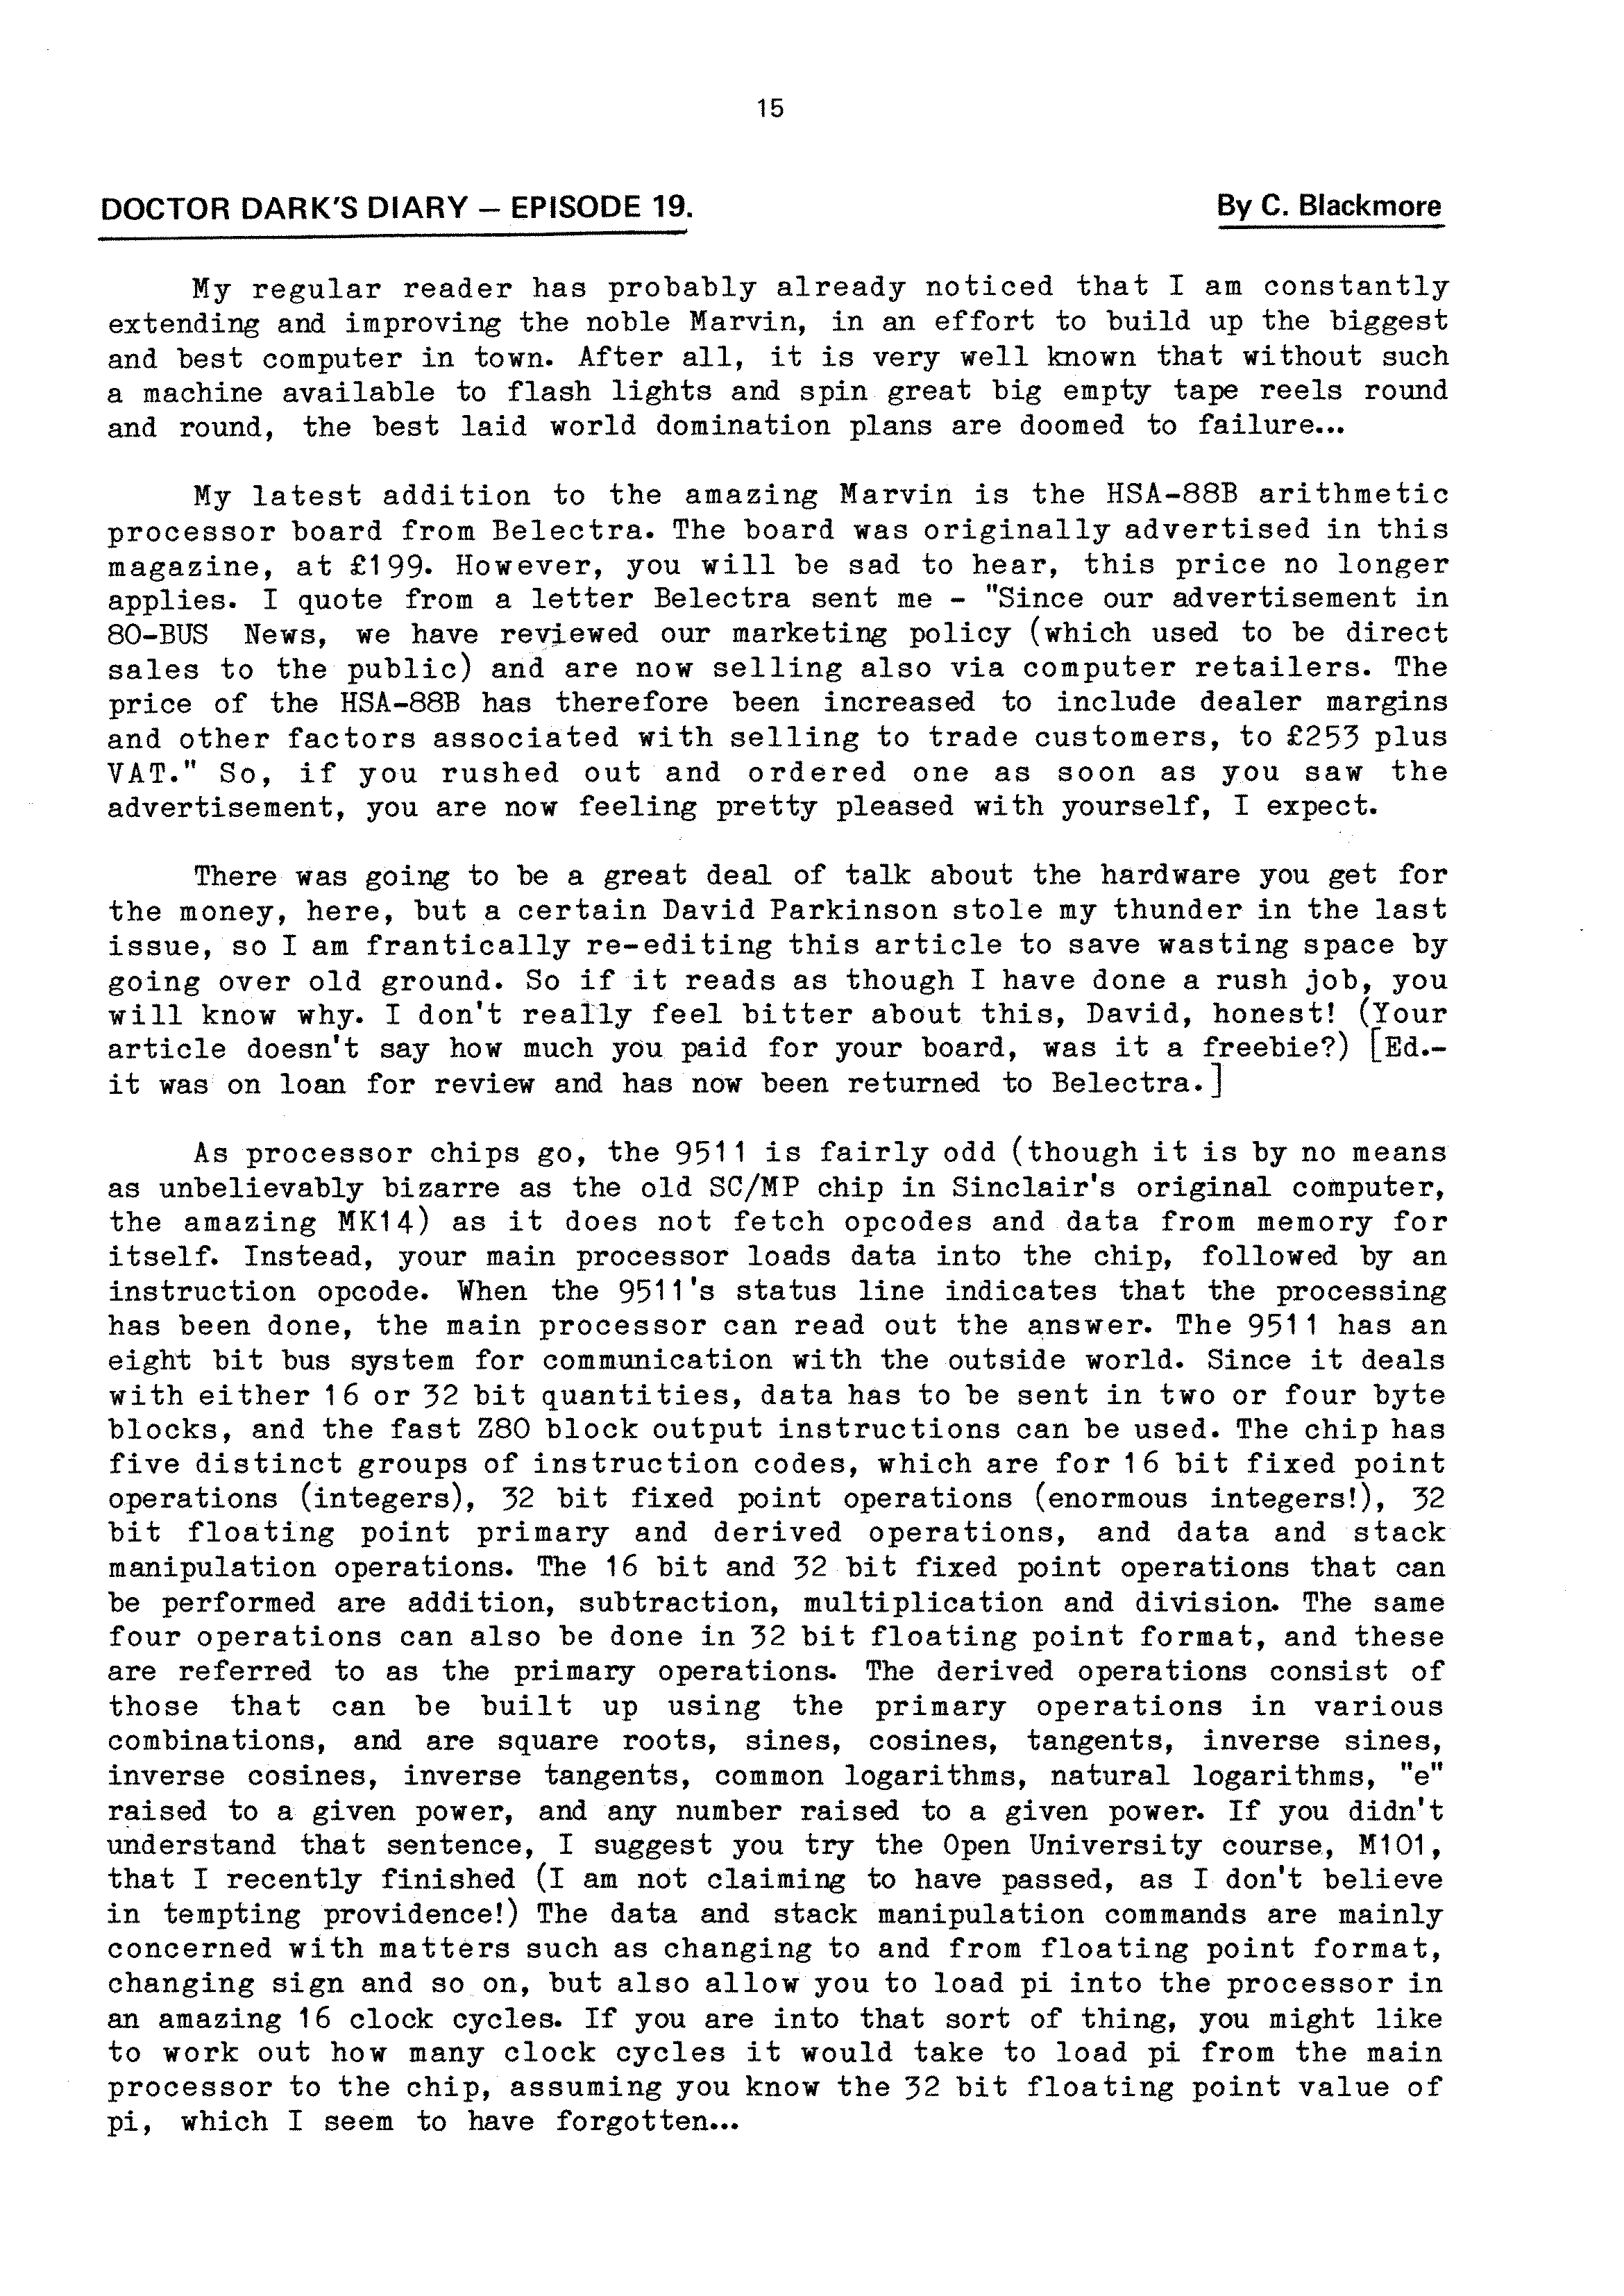 15
DOCTOR DARK'S DIARY – EPISODE 19. By C. Blackmore
My regular reader has probably already noticed that I am constantly
extending and improving the noble Marvin, in an effort to build up the biggest
and best computer in town. After all, it is very well known that without such
a machine available to flash lights and spin great big empty tape reels round
and round, the best laid world domination plans are doomed to failure...
My latest addition to the amazing Marvin is the HSA-88B arithmetic
processor board from Belectra. The board was originally advertised in this
magazine, at £199. However, you will be sad to hear, this price no longer
applies. I quote from a letter Belectra sent me - "Since our advertisement in
80-BUS News, we have reviewed our marketing policy (which used to be direct
sales to the public) and are now selling also via computer retailers. The
price of the HSA-88B has therefore been increased to include dealer margins
and other factors associated with selling to trade customers, to £253 plus
VAT." So, if you rushed out and ordered one as soon as you saw the
advertisement, you are now feeling pretty pleased with yourself, I expect.
There was going to be a great deal of talk about the hardware you get for
the money, here, but a certain David Parkinson stole my thunder in the last
issue, so I am frantically re-editing this article to save wasting space by
going over old ground. So if it reads as though I have done a rush job, you
will know why. I don't really feel bitter about this, David, honest! (Your
article doesn't say how much you paid for your board, was it a freebie?) [Ed.-
it was on loan for review and has now been returned to Belectra.]
As processor chips go, the 9511 is fairly odd (though it is by no means
as unbelievably bizarre as the old SC/MP chip in Sinclair's original computer,
the amazing MK14) as it does not fetch opcodes and data from memory for
itself. Instead, your main processor loads data into the chip, followed by an
instruction opcode. When the 9511's status line indicates that the processing
has been done, the main processor can read out the answer. The 9511 has an
eight bit bus system for communication with the outside world. Since it deals
with either 16 or 32 bit quantities, data has to be sent in two or four byte
blocks, and the fast Z80 block output instructions can be used. The chip has
five distinct groups of instruction codes, which are for 16 bit fixed point
operations (integers), 32 bit fixed point operations (enormous integers!), 32
bit floating point primary and derived operations, and data and stack
manipulation operations. The 16 bit and 32 bit fixed point operations that can
be performed are addition, subtraction, multiplication and division. The same
four operations can also be done in 32 bit floating point format, and these
are referred to as the primary operations. The derived operations consist of
those that can be built up using the primary operations in various
combinations, and are square roots, sines, cosines, tangents, inverse sines,
inverse cosines, inverse tangents, common logarithms, natural logarithms, "e"
raised to a given power, and any number raised to a given power. If you didn't
understand that sentence, I suggest you try the Open University course, M101,
that I recently finished (I am not claiming to have passed, as I don't believe
in tempting providence!) The data and stack manipulation commands are mainly
concerned with matters such as changing to and from floating point format,
changing sign and so on, but also allow you to load pi into the processor in
an amazing 16 clock cycles. If you are into that sort of thing, you might like
to work out how many clock cycles it would take to load pi from the main
processor to the chip, assuming you know the 32 bit floating point value of
pi, which I seem to have forgotten...